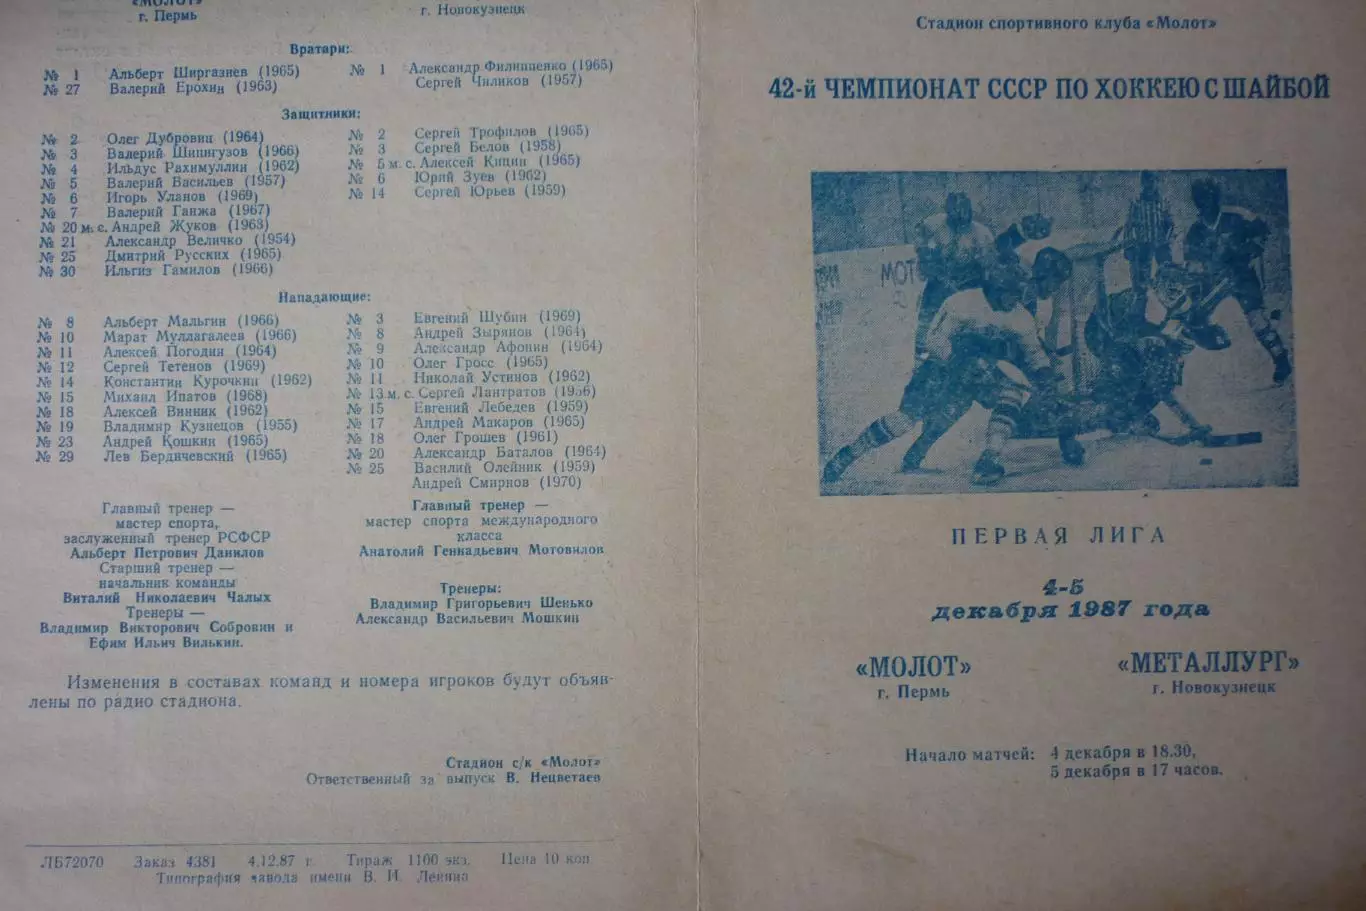 «МОЛОТ»
г. Пермь
г. Новокузнецк
Вратари:
№ 1 Альберт Ширгазиев (1965)
№ 27 Валерий Ерохин (1963)
№ 1 Александр Филиппенко (1965)
Сергей Чиликов (1957)
Защитники:
№ 2 Олег Дубровин (1964)
№ 3 Валерий Шипигузов (1966)
№ 4 Ильдус Рахимуллин (1962)
№ 5 Валерий Васильев (1957)
№ 6 Игорь Уланов (1969)
№ 7 Валерий Ганжа (1967)
№ 20 м. с. Андрей Жуков (1963)
№ 21 Александр Величко (1954)
№ 25 Дмитрий Русских (1965)
№ 30 Ильгиз Гамилов (1966)
№ 2 Сергей Трофилов (1965)
№ 3 Сергей Белов (1958)
№ 5 м. с. Алексей Кицин (1965)
№ 6 Юрий Зуев (1962)
№ 14 Сергей Юрьев (1959)
Нападающие:
№ 8 Альберт Мальгин (1966)
№ 10 Марат Муллагалеев (1966)
№ 11 Алексей Погодин (1964)
№ 12 Сергей Тетенов (1969)
№ 14 Константин Курочкин (1962)
№ 15 Михаил Ипатов (1968)
№ 18 Алексей Винник (1962)
№ 19 Владимир Кузнецов (1955)
№ 23 Андрей Кошкин (1965)
№ 29 Лев Бердичевский (1965)
№ 3 Евгений Шубин (1969)
№ 8 Андрей Зырянов (1964)
№ 9 Александр Афонин (1964)
№ 10 Олег Гросс (1965)
№ 11 Николай Устинов (1962)
№ 13 м. с. Сергей Лантратов (1956)
№ 15 Евгений Лебедев (1959)
№ 17 Андрей Макаров (1965)
№ 18 Олег Грошев (1961)
№ 20 Александр Баталов (1964)
№ 25 Василий Олейник (1959)
Андрей Смирнов (1970)
Главный тренер —
мастер спорта,
заслуженный тренер РСФСР
Альберт Петрович Данилов
Старший тренер —
начальник команды
Виталий Николаевич Чалых
Тренеры —
Владимир Викторович Собровин и
Ефим Ильич Вилькин.
Главный тренер —
мастер спорта международного
класса
Анатолий Геннадьевич Мотовилов
Тренеры:
Владимир Григорьевич Шенько
Александр Васильевич Мошкин
Изменения в составах команд и номера игроков будут объяв-
лены по радио стадиона.
Стадион с/к «Молот»
Ответственный за выпуск В. Нецветаев
ЛБ72070 Заказ 4381 4.12.87 г. Тираж 1100 экз. Цена 10 коп
Типография завода имени В. И. Ленина
Стадион спортивного клуба «Молот»
42-й ЧЕМПИОНАТ СССР ПО ХОККЕЮ С ШАЙБОЙ
ПЕРВАЯ ЛИГА
4-5
декабря 1987 года
«МОЛОТ»
г. Пермь
«МЕТАЛЛУРГ»
г. Новокузнецк
Начало матчей: 4 декабря в 18.30,
5 декабря в 17 часов.